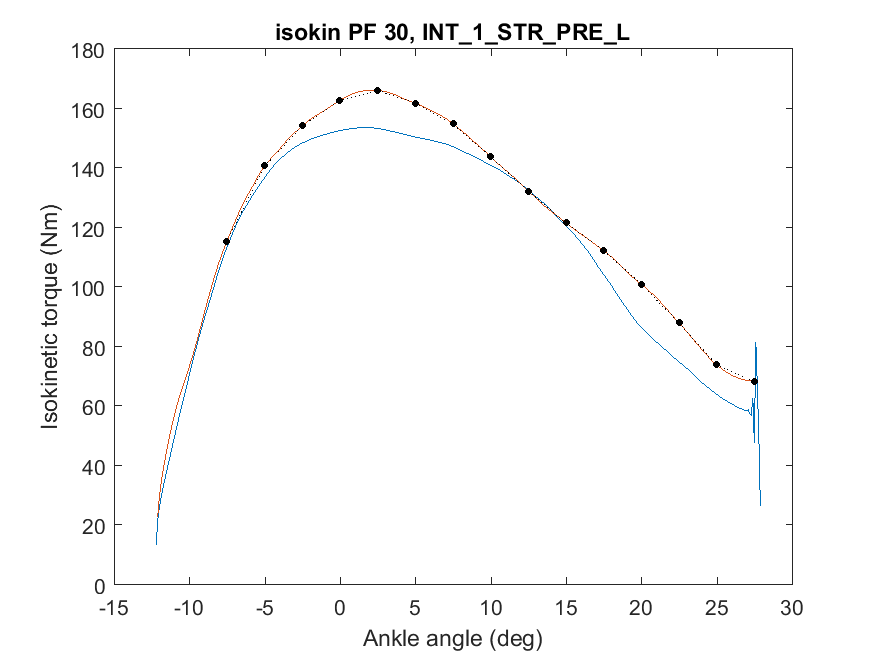 isokin PF 30, INT_1_STR_PRE_L
180
160
140
120
100
80
60
40
20
0
Isokinetic torque (Nm)
-15 -10 -5 0 5 10 15 20 25 30
Ankle angle (deg)